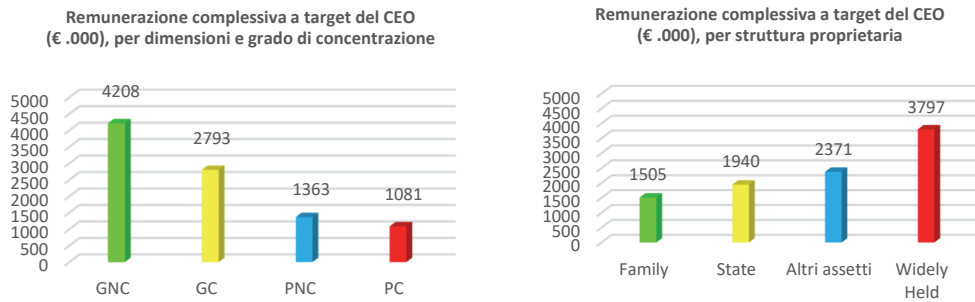 Remunerazione complessiva a target del CEO
(€ .000), per dimensioni e grado di concentrazione
5000
4500
4000
3500
3000
2500
2000
1500
1000
500
0
4208
2793
1363
1081
GNC
GC
PNC
PC
Remunerazione complessiva a target del CEO
(€ .000), per struttura proprietaria
5000
4500
4000
3500
3000
2500
2000
1500
1000
500
0
1505
1940
2371
3797
Family
State
Altri assetti
Widely
Held